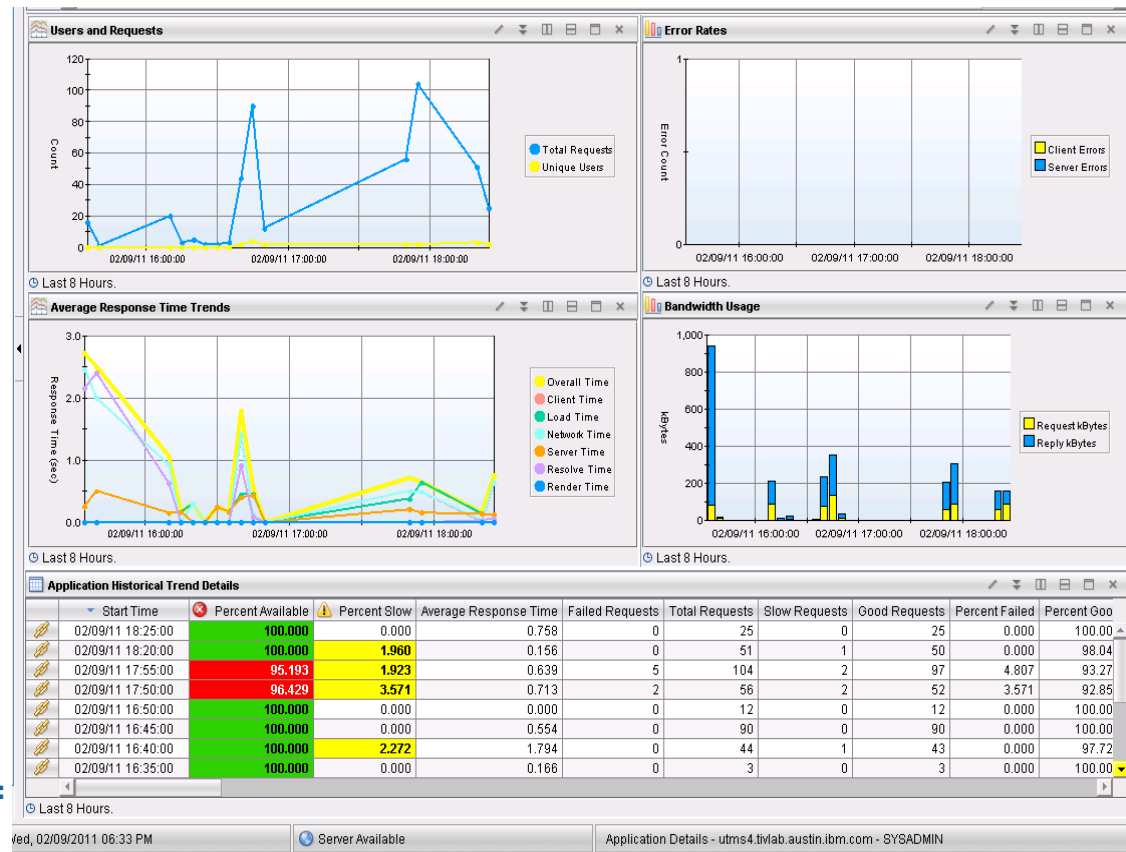 Users and Requests
120
100
80
60
40
20
0
Count
02/09/11 16:00:00 02/09/11 17:00:00 02/09/11 18:00:00
Total Requests
Unique Users
Last 8 Hours.
Error Rates
1
0
Error Count
02/09/11 16:00:00 02/09/11 17:00:00 02/09/11 18:00:00
Client Errors
Server Errors
Last 8 Hours.
Average Response Time Trends
3.0
2.0
1.0
0.0
Response Time (sec)
02/09/11 16:00:00 02/09/11 17:00:00 02/09/11 18:00:00
Overall Time
Client Time
Load Time
Network Time
Server Time
Resolve Time
Render Time
Last 8 Hours.
Bandwidth Usage
1,000
800
600
400
200
0
kBytes
02/09/11 16:00:00 02/09/11 17:00:00 02/09/11 18:00:00
Request kBytes
Reply kBytes
Last 8 Hours.
Application Historical Trend Details
Start Time Percent Available Percent Slow Average Response Time Failed Requests Total Requests Slow Requests Good Requests Percent Failed Percent Goo
02/09/11 18:25:00 100.000 0.000 0.758 0 25 0 25 0.000 100.00
02/09/11 18:20:00 100.000 1.960 0.156 0 51 1 50 0.000 98.04
02/09/11 17:55:00 95.193 1.923 0.639 5 104 2 97 4.807 93.27
02/09/11 17:50:00 96.429 3.571 0.713 2 56 2 52 3.571 92.85
02/09/11 16:50:00 100.000 0.000 0.000 0 12 0 12 0.000 100.00
02/09/11 16:45:00 100.000 0.000 0.554 0 90 0 90 0.000 100.00
02/09/11 16:40:00 100.000 2.272 1.794 0 44 1 43 0.000 97.72
02/09/11 16:35:00 100.000 0.000 0.166 0 3 0 3 0.000 100.00
Last 8 Hours.
ed, 02/09/2011 06:33 PM Server Available Application Details - utms4.tivlab.austin.ibm.com - SYSADMIN